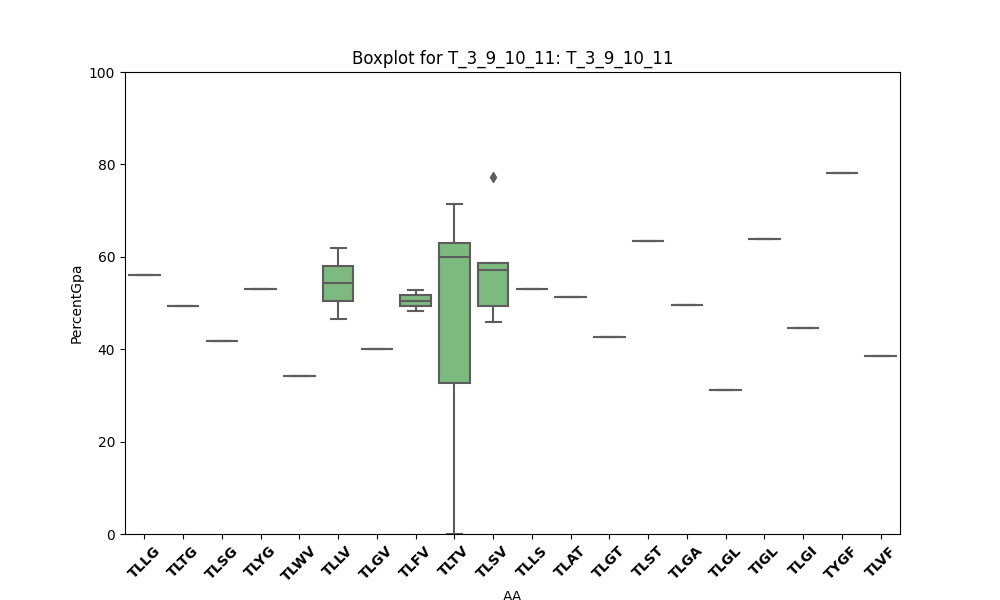 Boxplot for T_3_9_10_11: T_3_9_10_11
100
80
60
40
20
0
PercentGpa
TLLG
TLTG
TLSG
TLYG
TLWV
TLLV
TLGV
TLFV
TLTV
TLSV
TLLS
TLAT
TLGT
TLST
TLGA
TLGL
TIGL
TLGI
TYGF
TLVF
AA